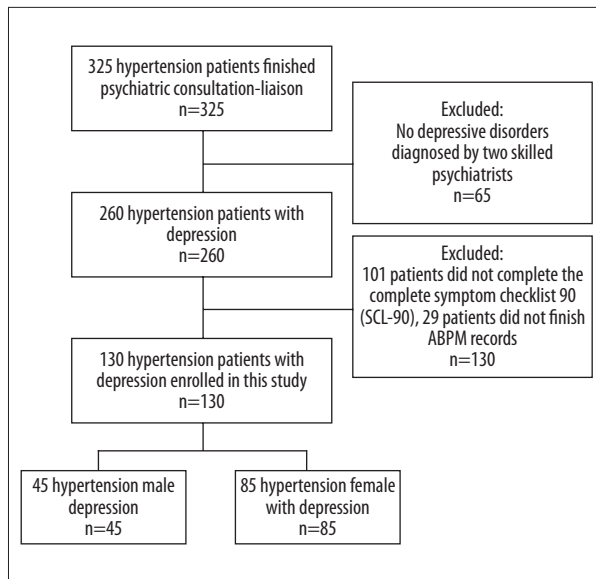 325 hypertension patients finished
psychiatric consultation-liaison
n=325
Excluded:
No depressive disorders
diagnosed by two skilled
psychiatrists
n=65
260 hypertension patients with
depression
n=260
Excluded:
101 patients did not complete the
complete symptom checklist 90
(SCL-90), 29 patients did not finish
ABPM records
n=130
130 hypertension patients with
depression enrolled in this study
n=130
45 hypertension male
depression
n=45
85 hypertension female
with depression
n=85